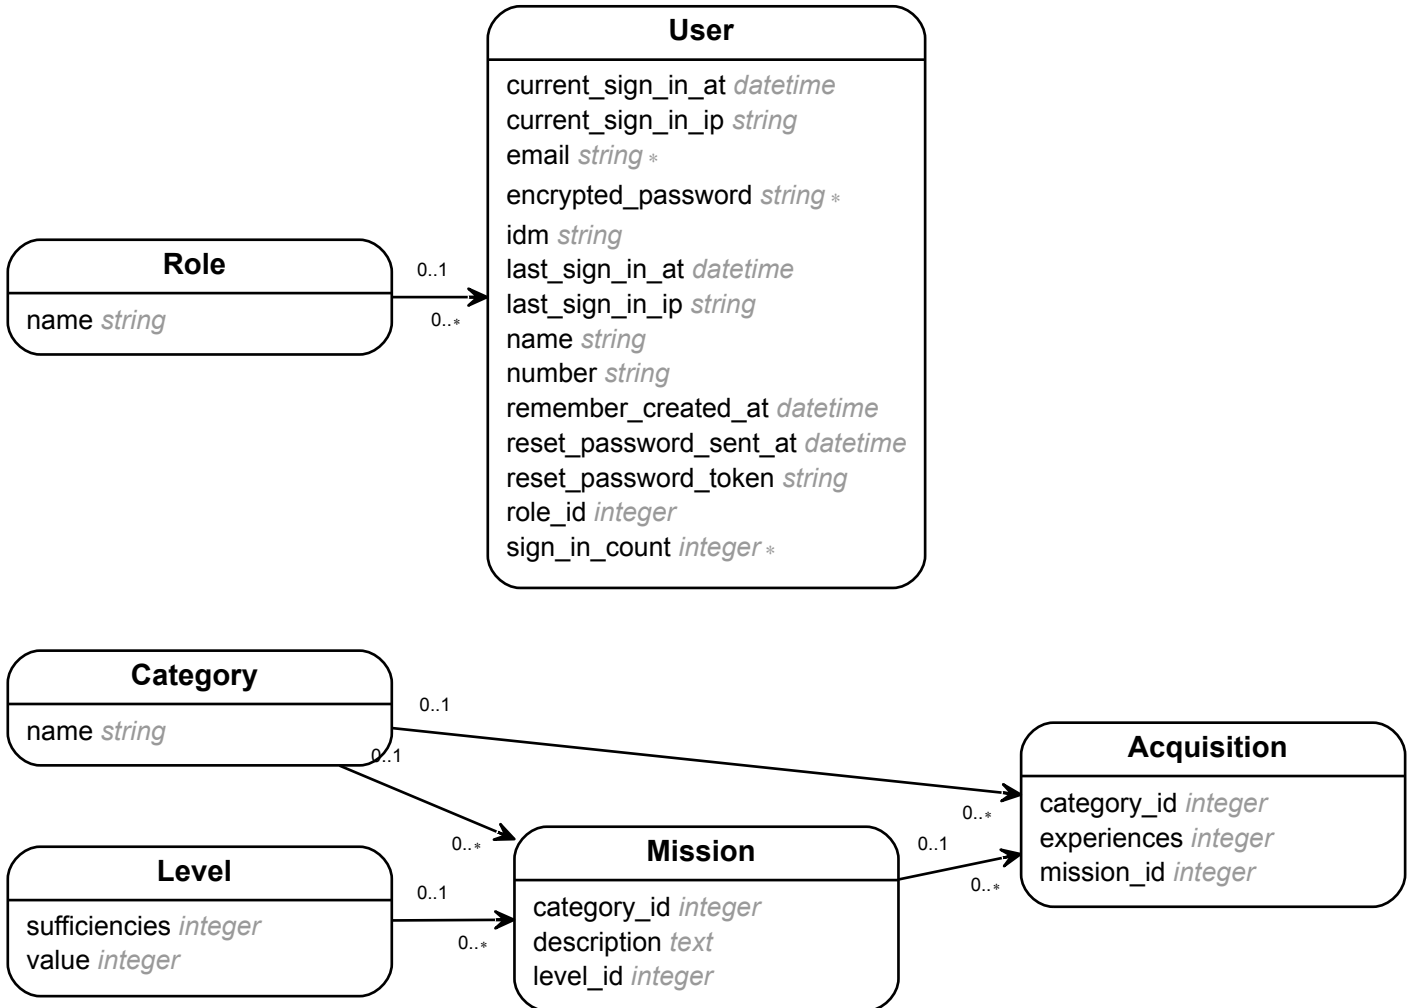 User
current_sign_in_at datetime
current_sign_in_ip string
email string *
encrypted_password string *
idm string
last_sign_in_at datetime
last_sign_in_ip string
name string
number string
remember_created_at datetime
reset_password_sent_at datetime
reset_password_token string
role_id integer
sign_in_count integer *
Role
name string
0..1
0..*
Category
name string
0..1
0..1
0..*
0..*
Level
sufficiencies integer
value integer
0..1
0..*
Mission
category_id integer
description text
level_id integer
0..1
0..*
Acquisition
category_id integer
experiences integer
mission_id integer